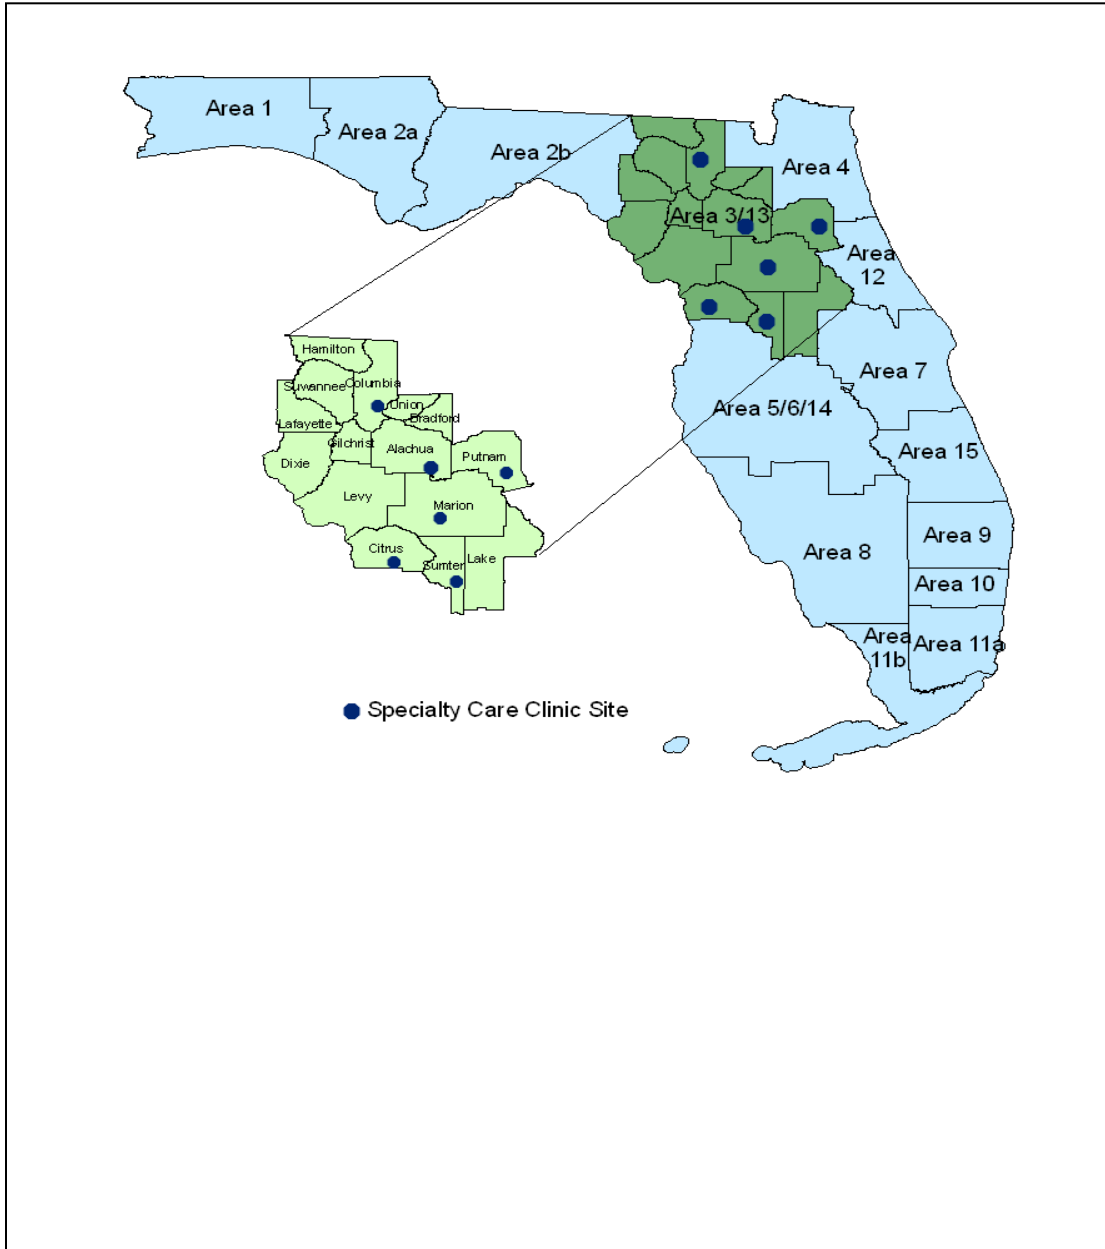 Area 1
Area 2a
Area 2b
Area 4
Area 3/13
Area
12
Area 7
Area 5/6/14
Area 15
Area 8
Area 9
Area 10
Area
11b
Area 11a
Hamilton
Suwannee
Columbia
Union
Bradford
Lafayette
Gilchrist
Alachua
Putnam
Dixie
Levy
Marion
Citrus
Sumter
Lake
Specialty Care Clinic Site